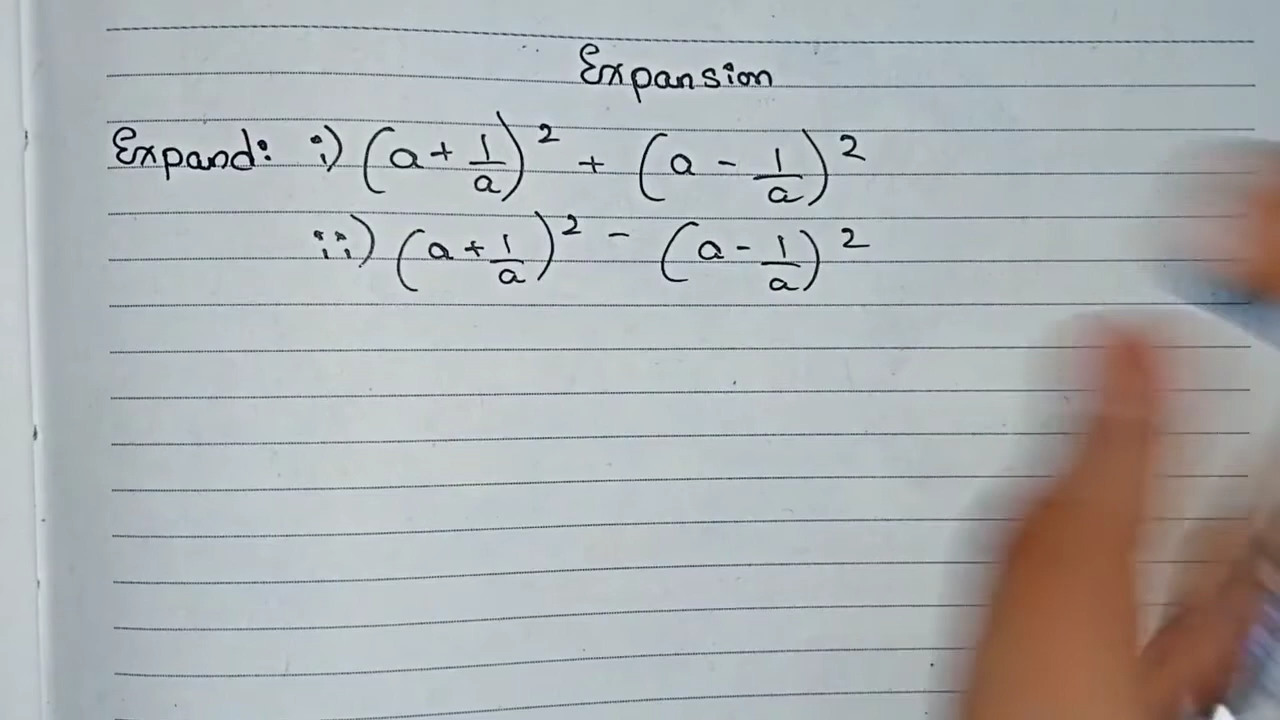 Expansion
Expand: i) (a + 1/a)² + (a - 1/a)²
ii) (a + 1/a)² - (a - 1/a)²